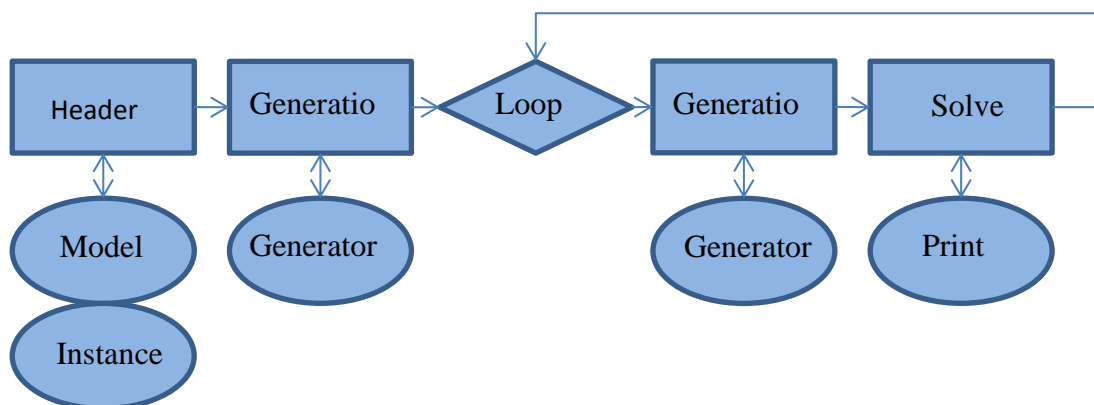 Header
Generatio
Loop
Generatio
Solve
Model
Generator
Generator
Print
Instance